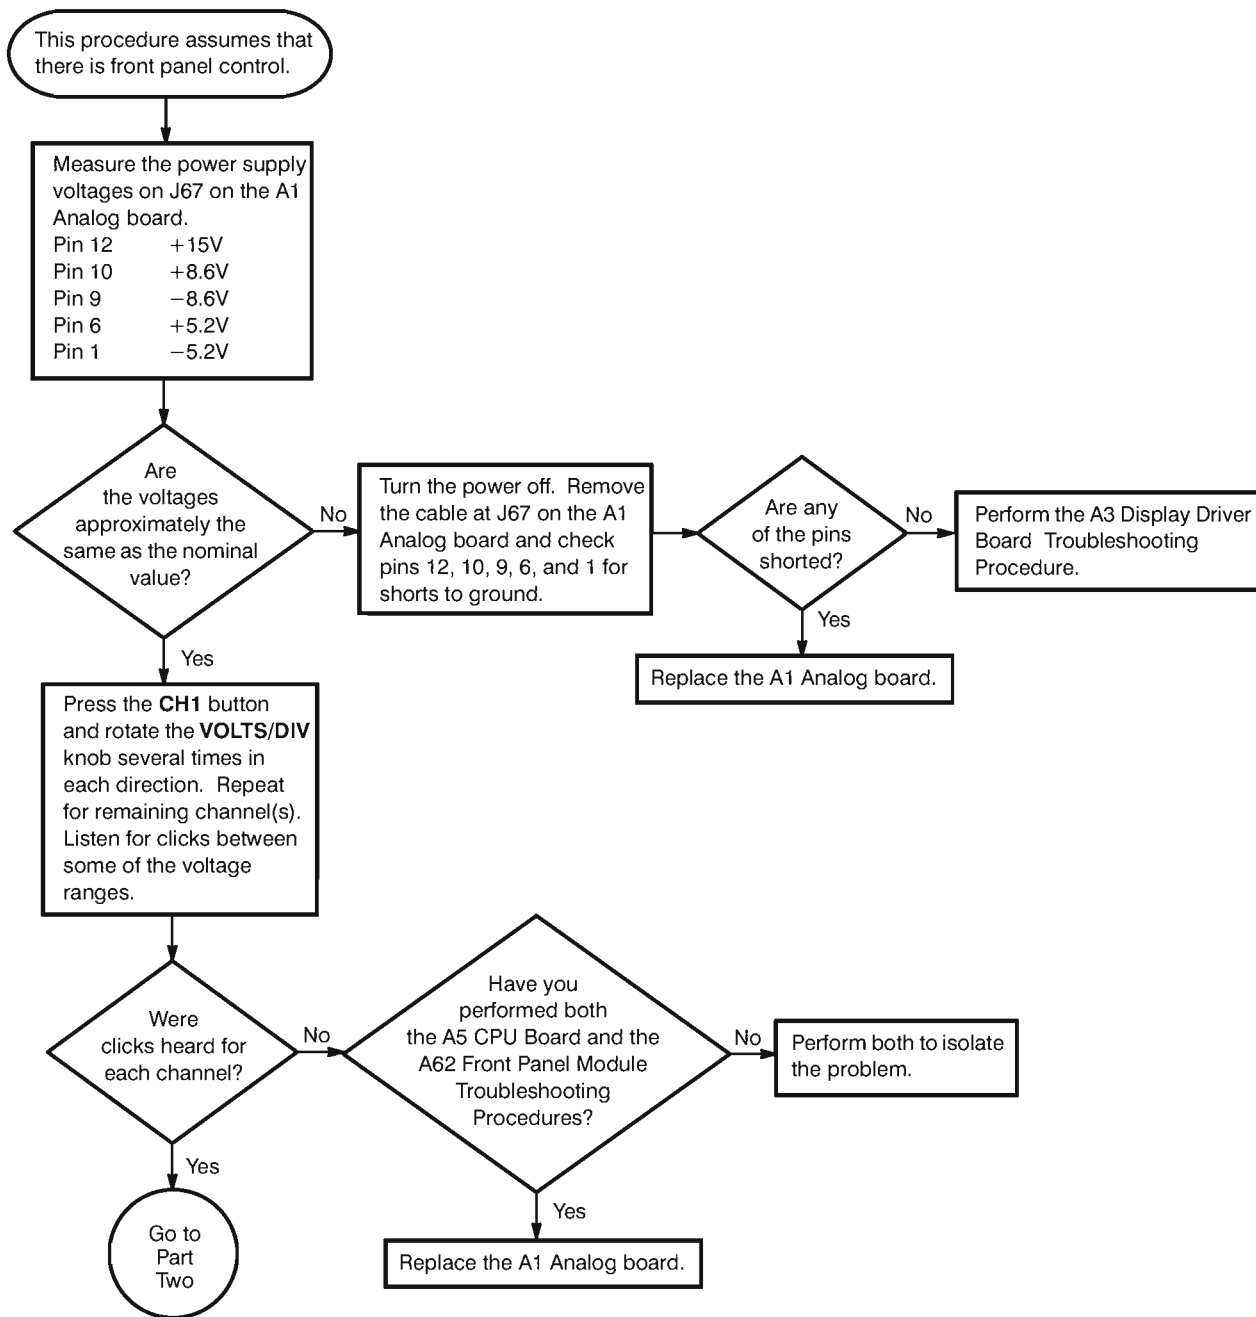 This procedure assumes that
there is front panel control.
Measure the power supply
voltages on J67 on the A1
Analog board.
Pin 12 +15V
Pin 10 +8.6V
Pin 9 −8.6V
Pin 6 +5.2V
Pin 1 −5.2V
Are
the voltages
approximately the
same as the nominal
value?
No
Turn the power off. Remove
the cable at J67 on the A1
Analog board and check
pins 12, 10, 9, 6, and 1 for
shorts to ground.
Are any
of the pins
shorted?
No
Perform the A3 Display Driver
Board Troubleshooting
Procedure.
Yes
Replace the A1 Analog board.
Yes
Press the CH1 button
and rotate the VOLTS/DIV
knob several times in
each direction. Repeat
for remaining channel(s).
Listen for clicks between
some of the voltage
ranges.
Were
clicks heard for
each channel?
No
Have you
performed both
the A5 CPU Board and the
A62 Front Panel Module
Troubleshooting
Procedures?
No
Perform both to isolate
the problem.
Yes
Replace the A1 Analog board.
Yes
Go to
Part
Two